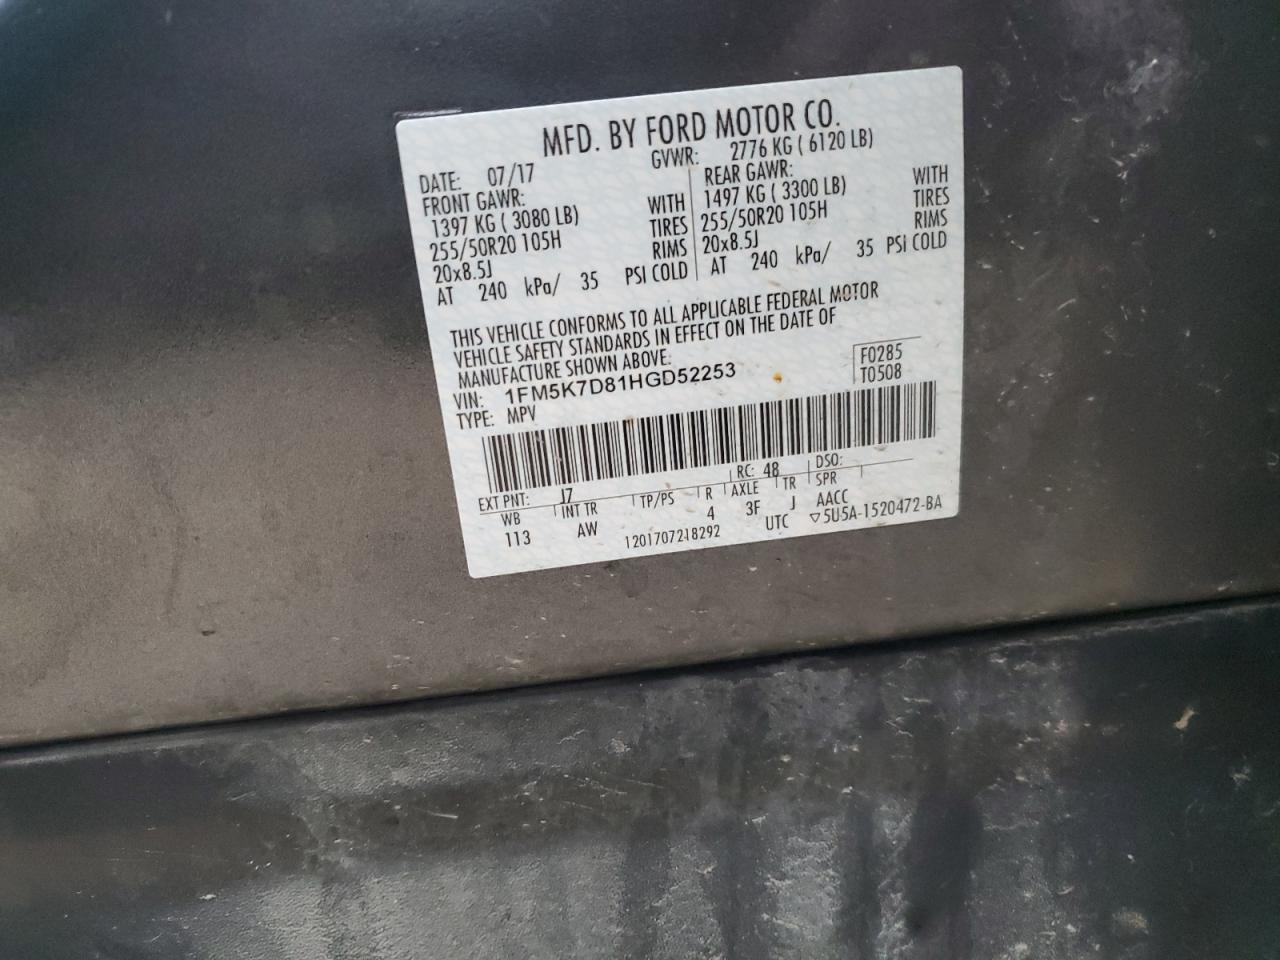 MFD. BY FORD MOTOR CO.
DATE: 07/17 GVWR: 2776 KG ( 6120 LB)
FRONT GAWR: REAR GAWR:
1397 KG ( 3080 LB) WITH 1497 KG ( 3300 LB) WITH
255/50R20 105H TIRES 255/50R20 105H TIRES
20x8.5J RIMS 20x8.5J RIMS
AT 240 kPa/ 35 PSI COLD AT 240 kPa/ 35 PSI COLD
THIS VEHICLE CONFORMS TO ALL APPLICABLE FEDERAL MOTOR
VEHICLE SAFETY STANDARDS IN EFFECT ON THE DATE OF
MANUFACTURE SHOWN ABOVE.
VIN: 1FM5K7D81HGD52253 F0285
TYPE: MPV T0508
EXT PNT: J7 RC: 48 DSO:
WB INT TR TP/PS R AXLE TR SPR
113 AW 4 3F J AACC
1201707218292 UTC ▽5U5A-1520472-BA